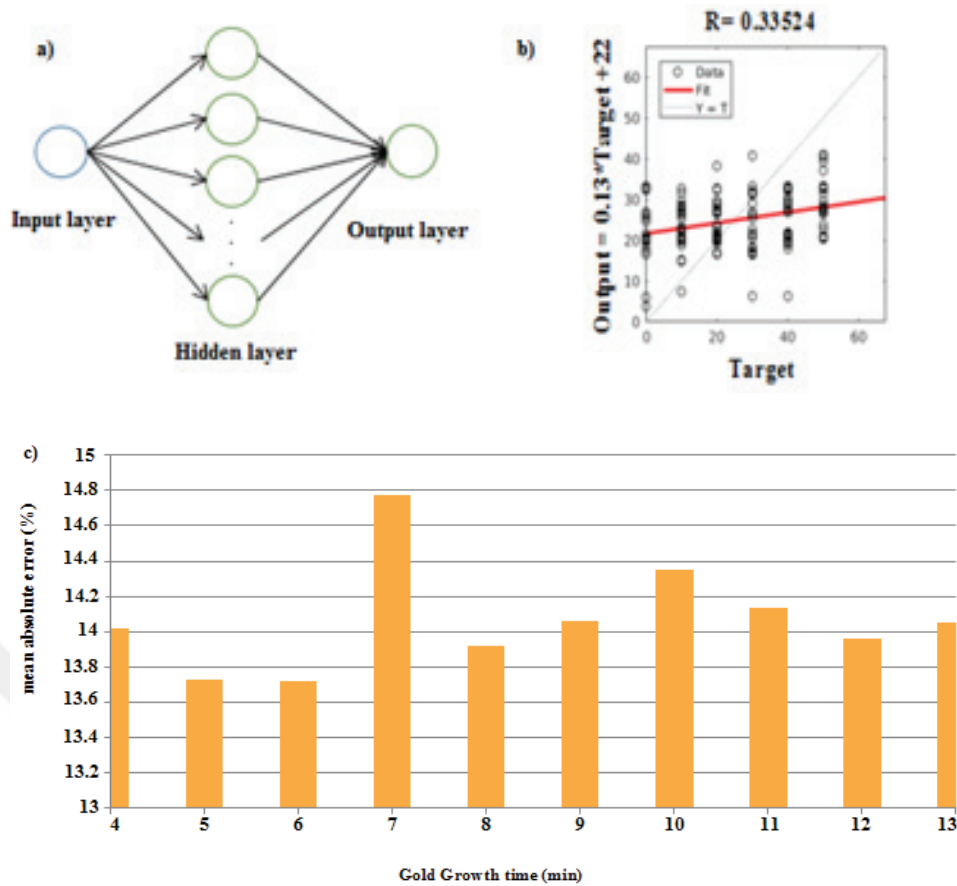 a)
Input layer
Hidden layer
Output layer
b)
R= 0.33524
Output = 0.13*Target +22
60
50
40
30
20
10
0
Data
Fit
Y = T
0
20
40
60
Target
c)
mean absolute error (%)
15
14.8
14.6
14.4
14.2
14
13.8
13.6
13.4
13.2
13
4
5
6
7
8
9
10
11
12
13
Gold Growth time (min)